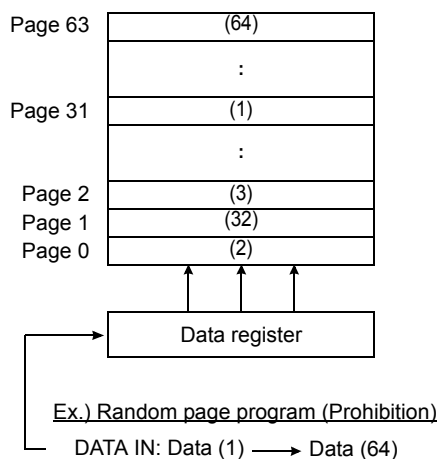 Page 63 (64)
:
Page 31 (1)
:
Page 2 (3)
Page 1 (32)
Page 0 (2)
Data register
Ex.) Random page program (Prohibition)
DATA IN: Data (1) → Data (64)